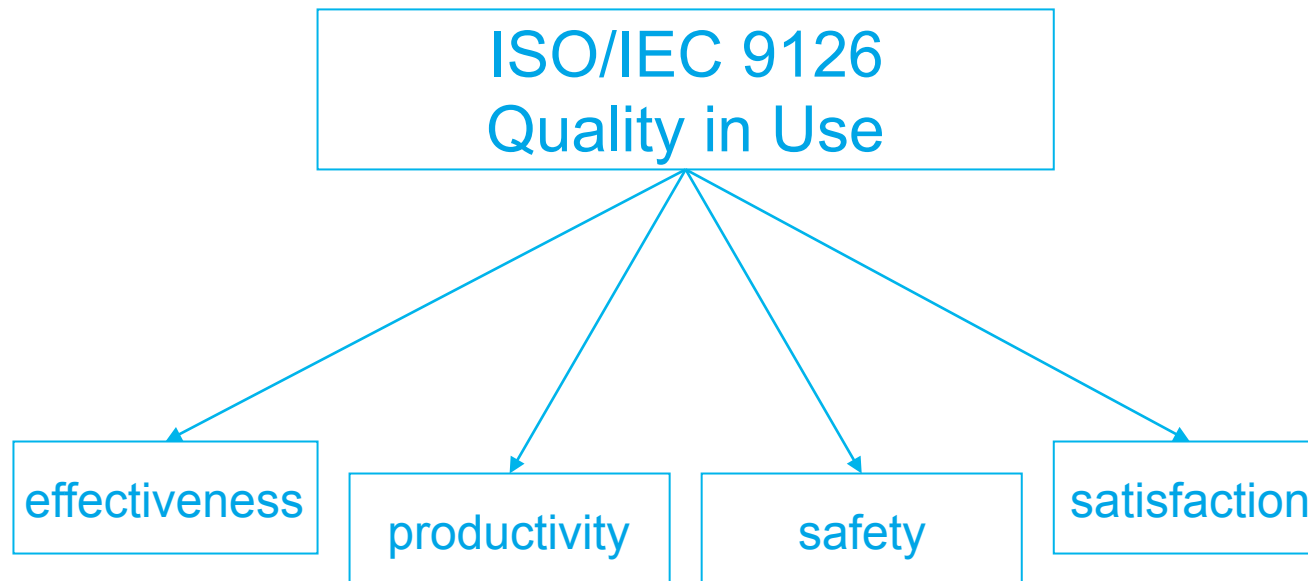 ISO/IEC 9126
Quality in Use
effectiveness
productivity
safety
satisfaction